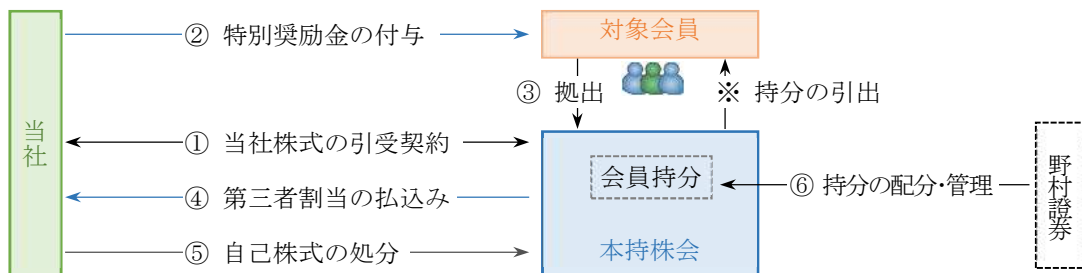 当社
② 特別奨励金の付与
対象会員
③ 拠出
※ 持分の引出
① 当社株式の引受契約
会員持分
⑥ 持分の配分・管理
野村證券
④ 第三者割当の払込み
⑤ 自己株式の処分
本持株会